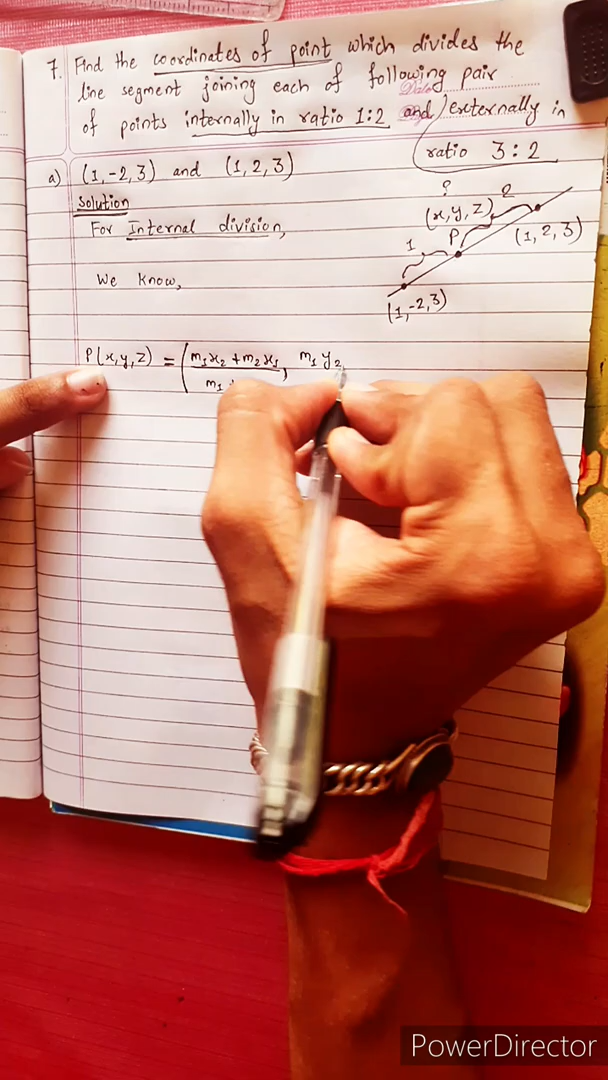 7. Find the coordinates of point which divides the
line segment joining each of following pair
of points internally in ratio 1:2 and/externally in
ratio 3:2
a) (1,-2,3) and (1,2,3)
Solution
For Internal division,
?
2
(x,y,z)
1
P
(1,2,3)
(1,-2,3)
We know,
P(x,y,z) = (m₁x₂+m₂x₁, m₁y₂
m₁
PowerDirector